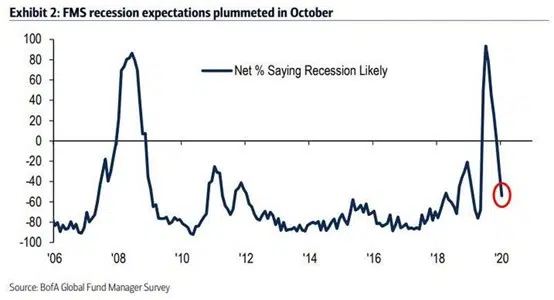 Exhibit 2: FMS recession expectations plummeted in October
100
80
60
40
20
0
-20
-40
-60
-80
-100
Net % Saying Recession Likely
'06 '08 '10 '12 '14 '16 '18 '20
Source: BofA Global Fund Manager Survey